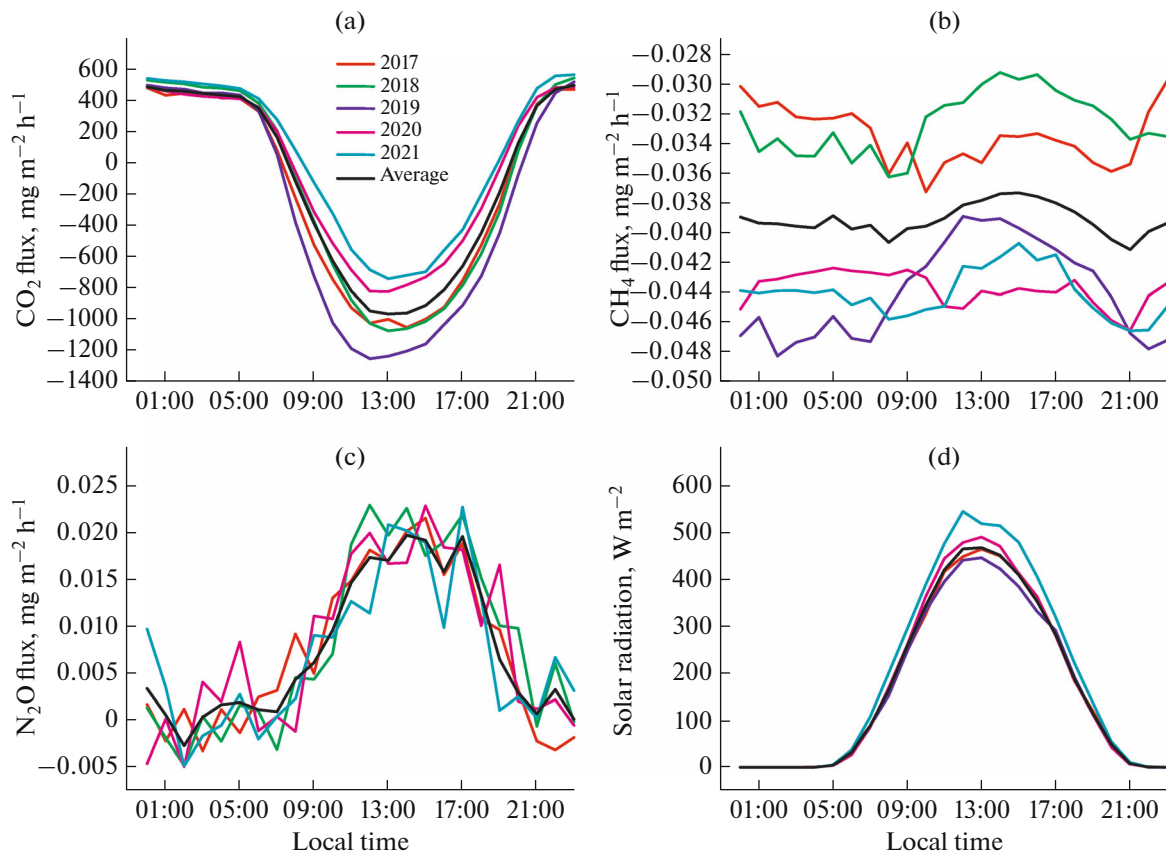 (a)
CO2 flux, mg m−2 h−1
600
400
200
0
−200
−400
−600
−800
−1000
−1200
−1400
2017
2018
2019
2020
2021
Average
01:00 05:00 09:00 13:00 17:00 21:00
(b)
CH4 flux, mg m−2 h−1
−0.028
−0.030
−0.032
−0.034
−0.036
−0.038
−0.040
−0.042
−0.044
−0.046
−0.048
−0.050
01:00 05:00 09:00 13:00 17:00 21:00
(c)
N2O flux, mg m−2 h−1
0.025
0.020
0.015
0.010
0.005
0
−0.005
01:00 05:00 09:00 13:00 17:00 21:00
Local time
(d)
Solar radiation, W m−2
600
500
400
300
200
100
0
01:00 05:00 09:00 13:00 17:00 21:00
Local time